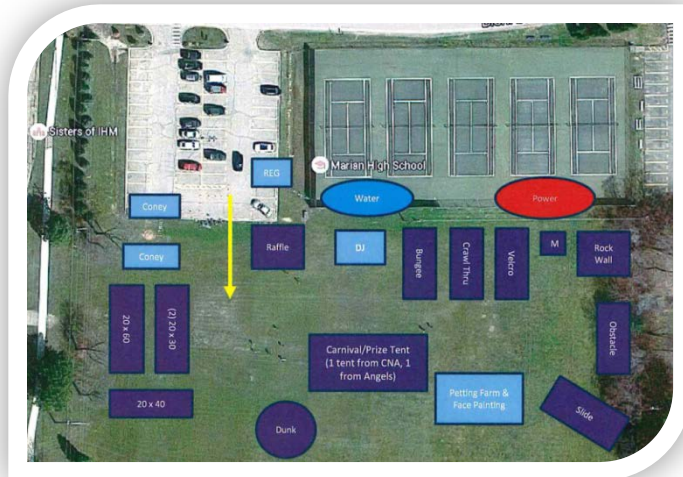 Sisters of IHM
Marian High School
REG
Coney
Water
Power
Coney
Raffle
DJ
Bungee
Crawl Thru
Velcro
M
Rock
Wall
20 x 60
(2) 20 x 30
Obstacle
Carnival/Prize Tent
(1 tent from CNA, 1
from Angels)
Petting Farm &
Face Painting
20 x 40
Slide
Dunk